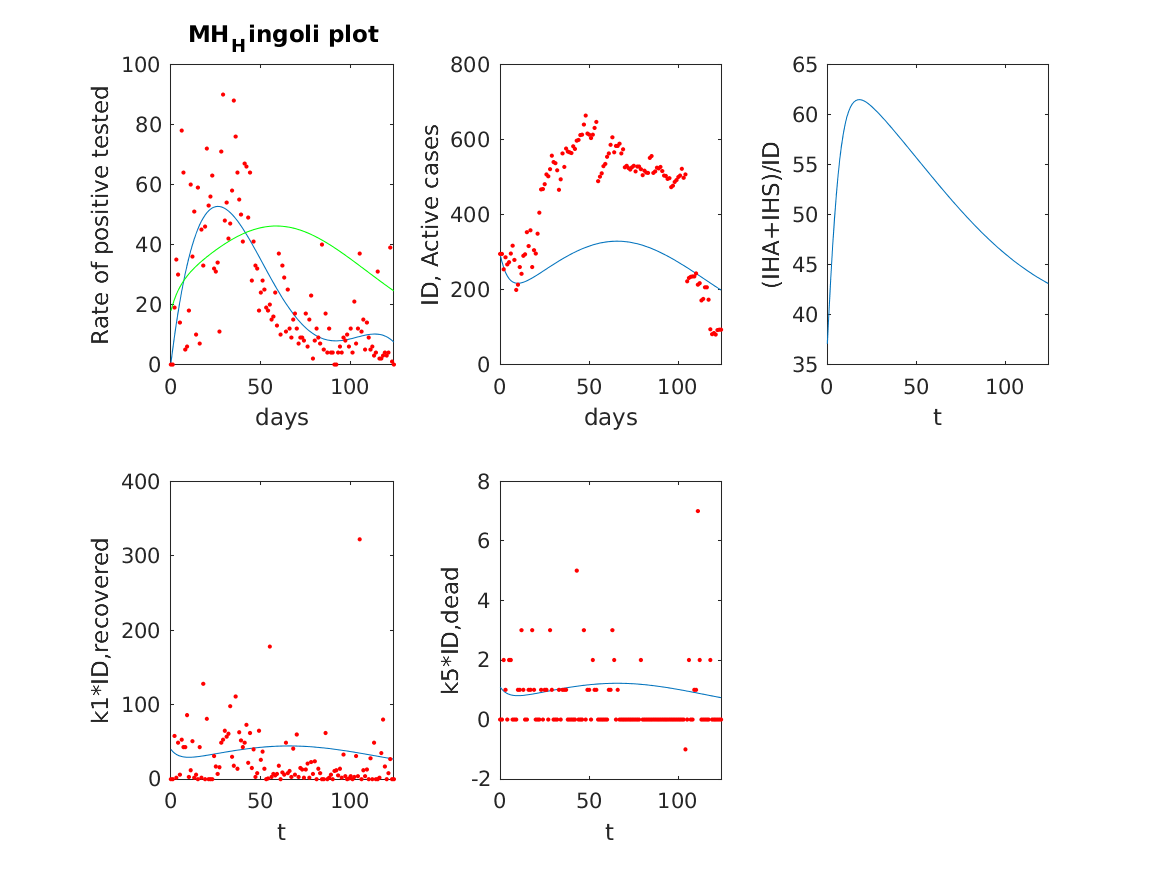 MH_Hingoli plot
100
80
60
40
20
0
Rate of positive tested
0 50 100
days
800
600
400
200
0
ID, Active cases
0 50 100
days
65
60
55
50
45
40
35
(IHA+IHS)/ID
0 50 100
t
400
300
200
100
0
k1*ID,recovered
0 50 100
t
8
6
4
2
0
-2
k5*ID,dead
0 50 100
t